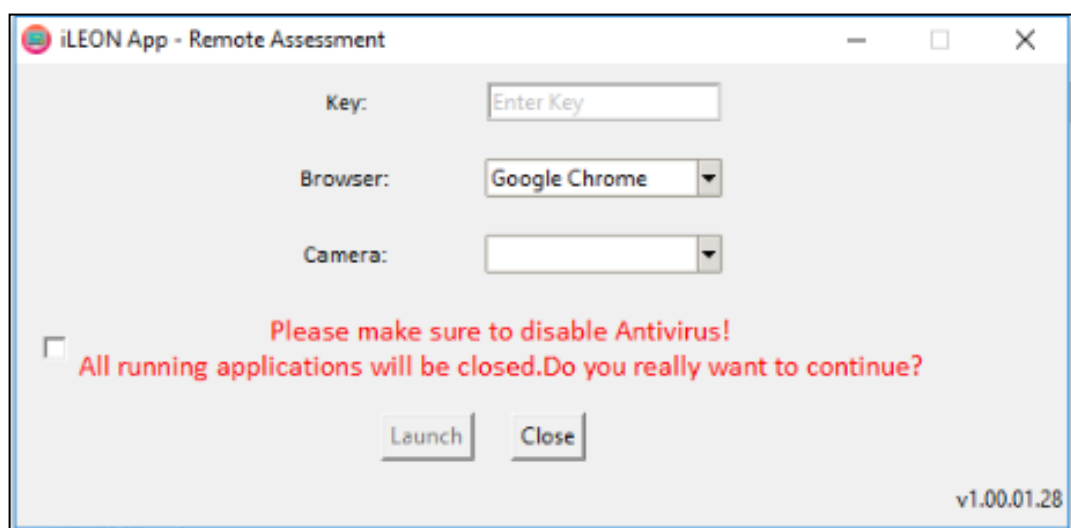 iLEON App - Remote Assessment
Key:
Enter Key
Browser:
Google Chrome
Camera:
Please make sure to disable Antivirus!
All running applications will be closed.Do you really want to continue?
Launch
Close
v1.00.01.28